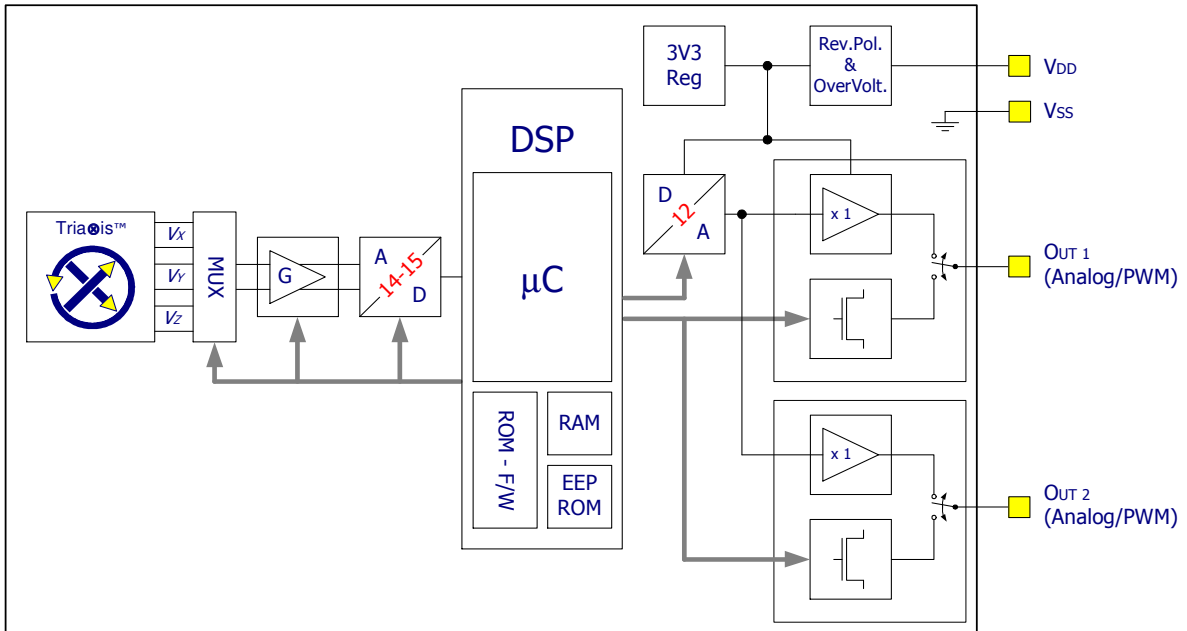 3V3
Reg
Rev.Pol.
&
OverVolt.
VDD
VSS
DSP
D
12
A
x 1
Tria⊗is™
VX
VY
VZ
MUX
G
A
14-15
D
µC
OUT 1
(Analog/PWM)
ROM - F/W
RAM
EEP
ROM
x 1
OUT 2
(Analog/PWM)